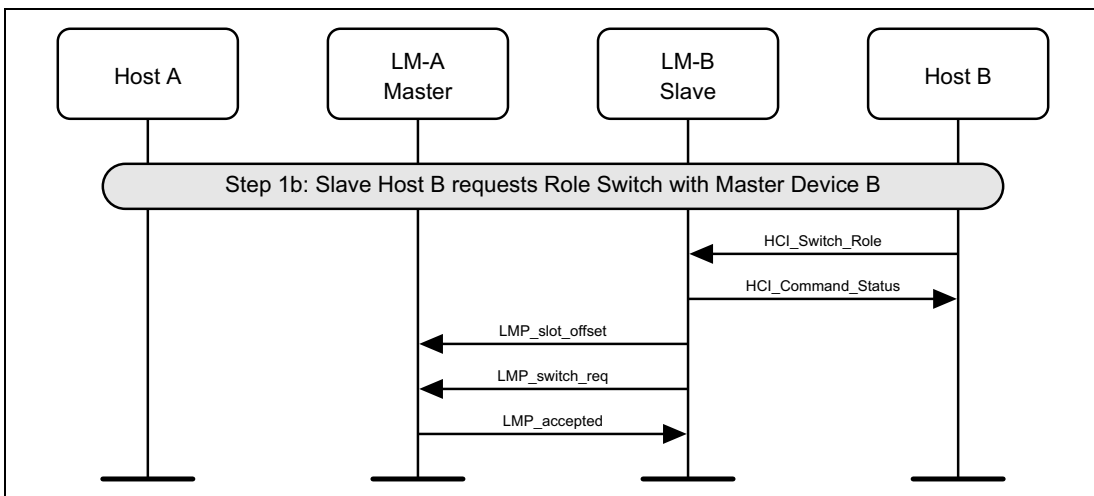 Host A
LM-A
Master
LM-B
Slave
Host B
Step 1b: Slave Host B requests Role Switch with Master Device B
HCI_Switch_Role
HCI_Command_Status
LMP_slot_offset
LMP_switch_req
LMP_accepted